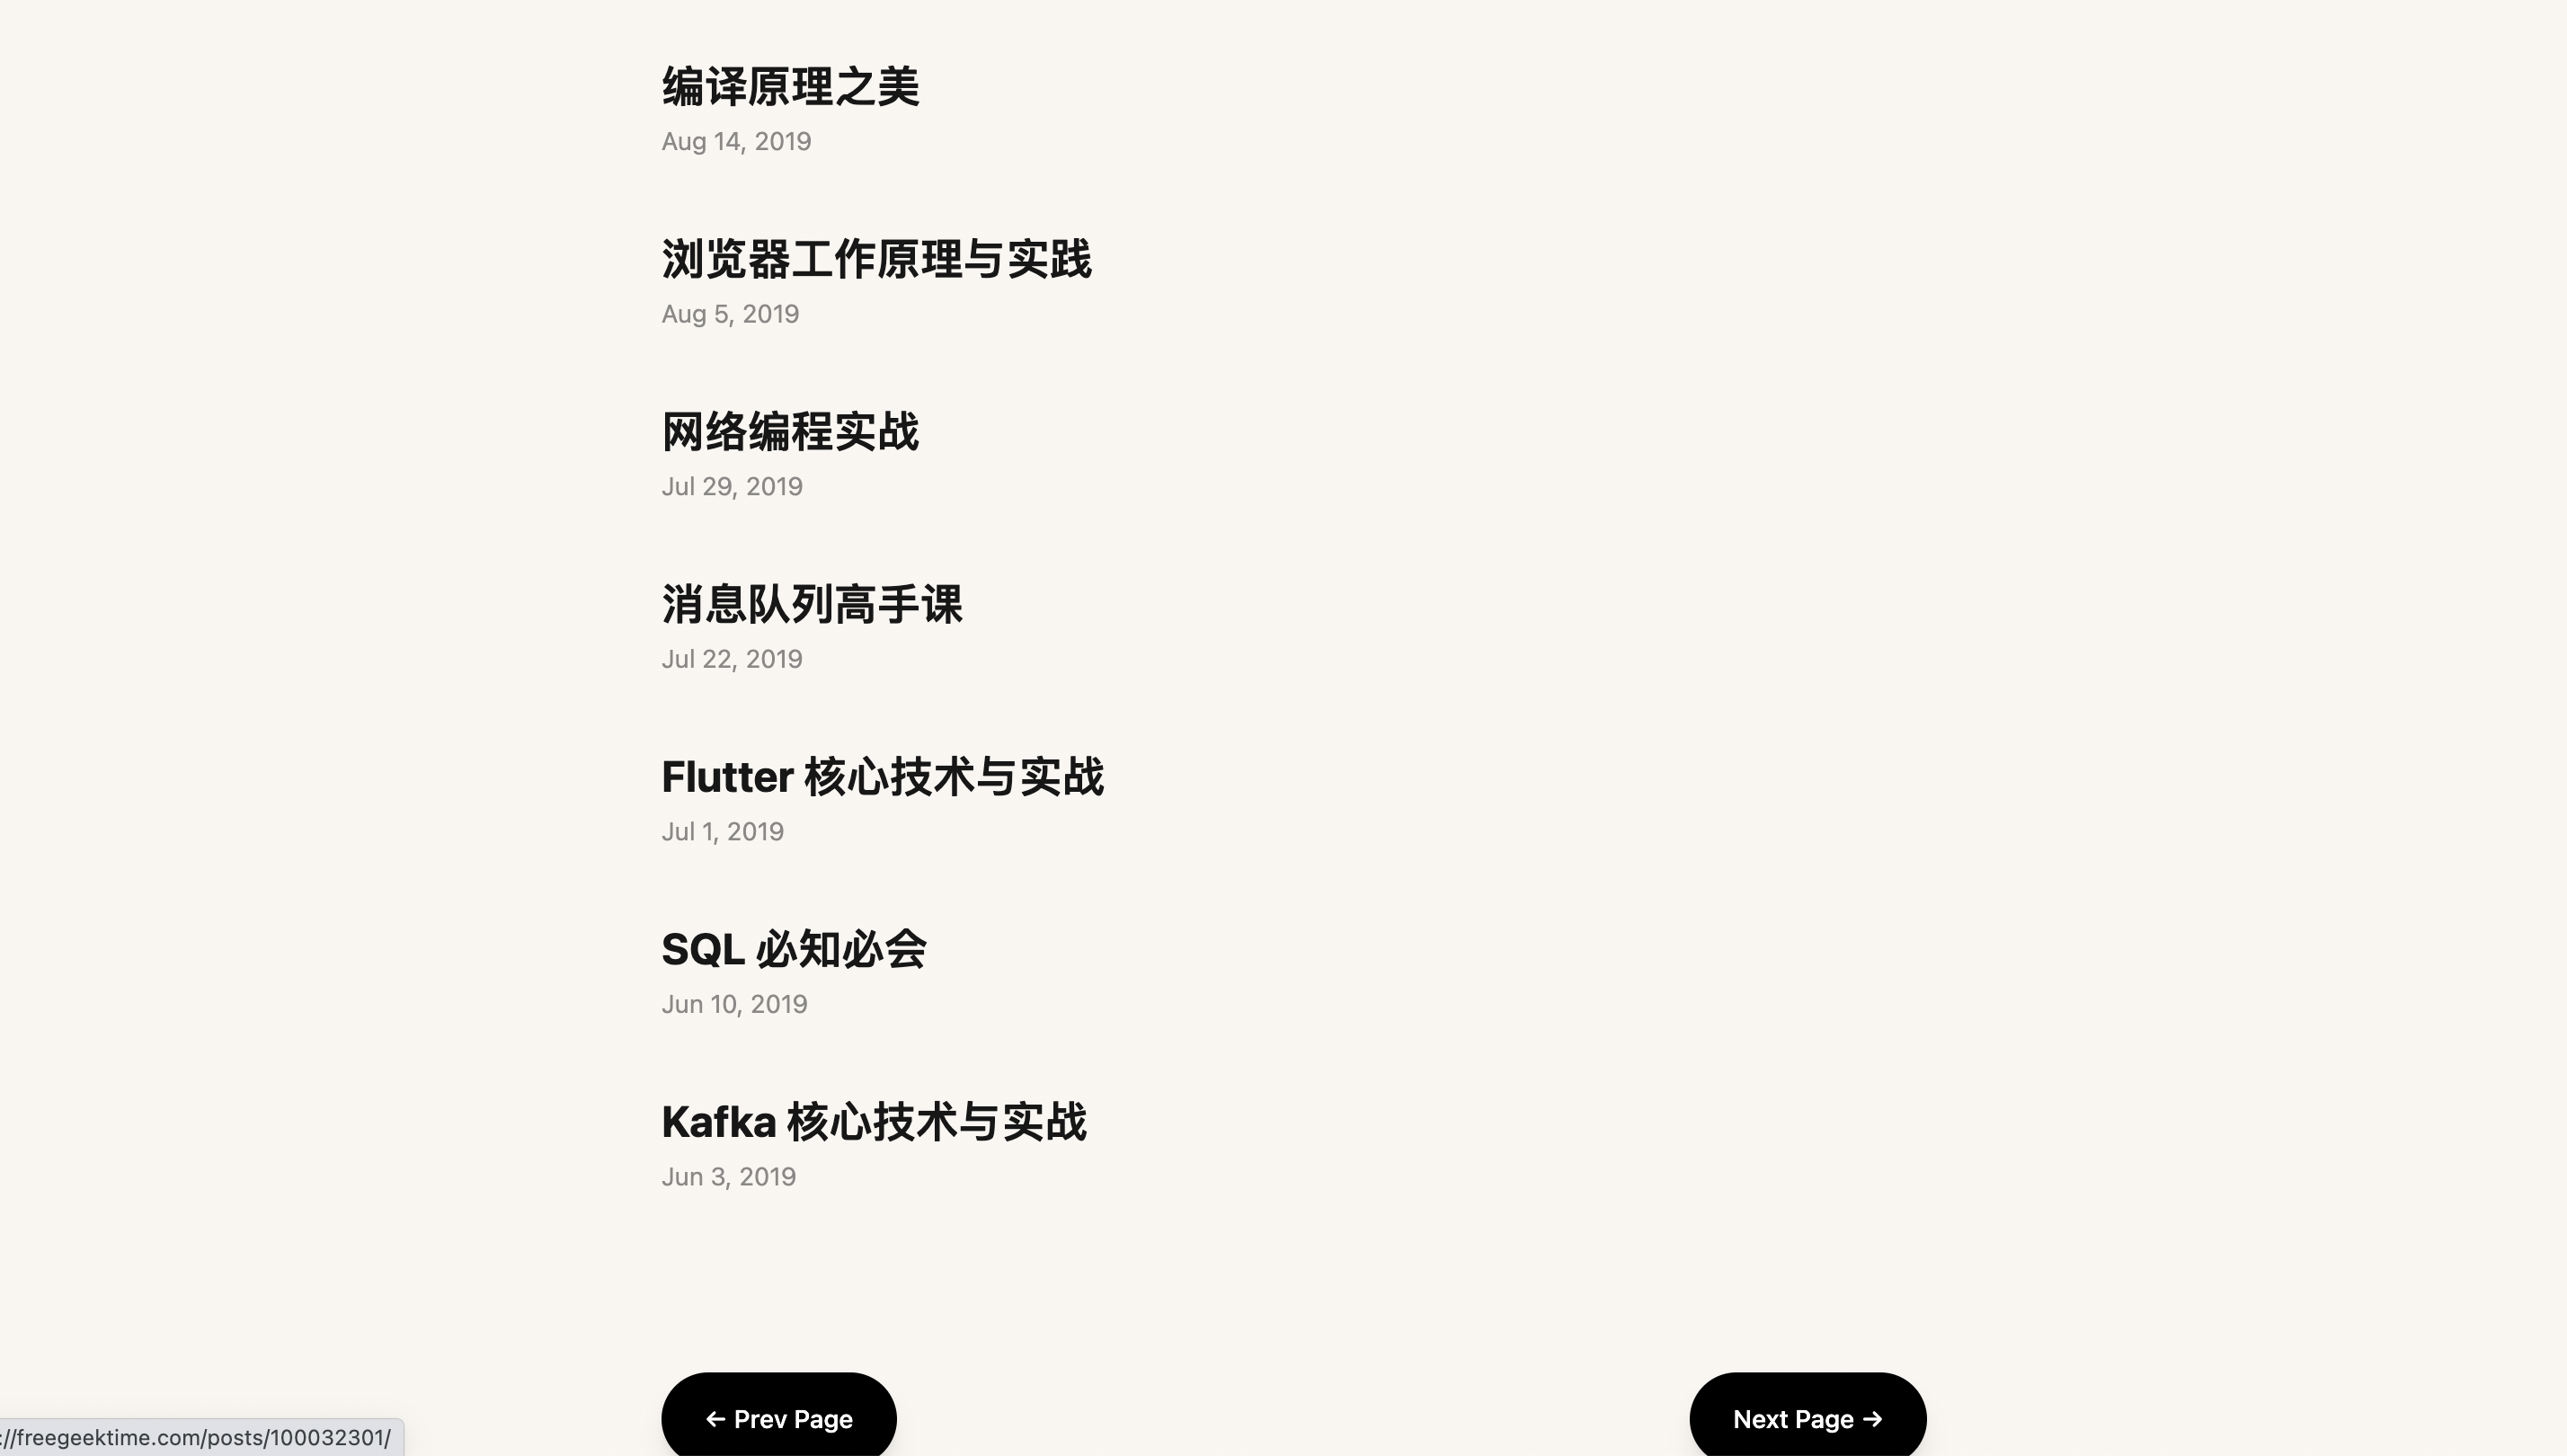 编译原理之美
Aug 14, 2019
浏览器工作原理与实践
Aug 5, 2019
网络编程实战
Jul 29, 2019
消息队列高手课
Jul 22, 2019
Flutter 核心技术与实战
Jul 1, 2019
SQL 必知必会
Jun 10, 2019
Kafka 核心技术与实战
Jun 3, 2019
← Prev Page
Next Page →
://freegeektime.com/posts/100032301/